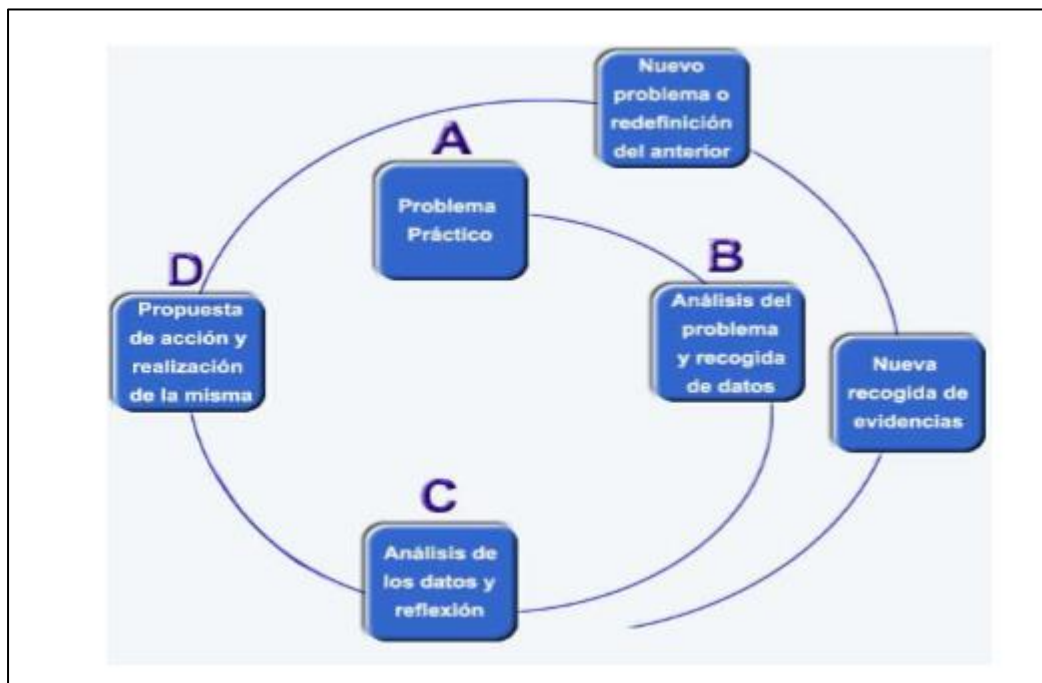 Nuevo
problema o
redefinición
del anterior
A
Problema
Práctico
B
Análisis del
problema
y recogida
de datos
D
Propuesta
de acción y
realización
de la misma
Nueva
recogida de
evidencias
C
Análisis de
los datos y
reflexión